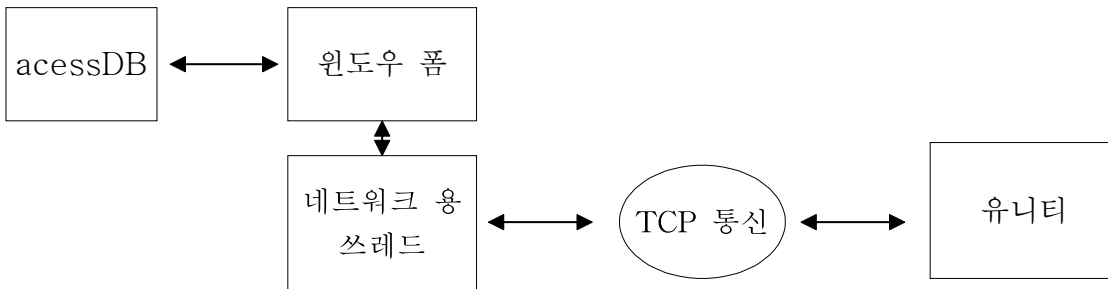 acessDB
윈도우 폼
네트워크 용
쓰레드
TCP 통신
유니티